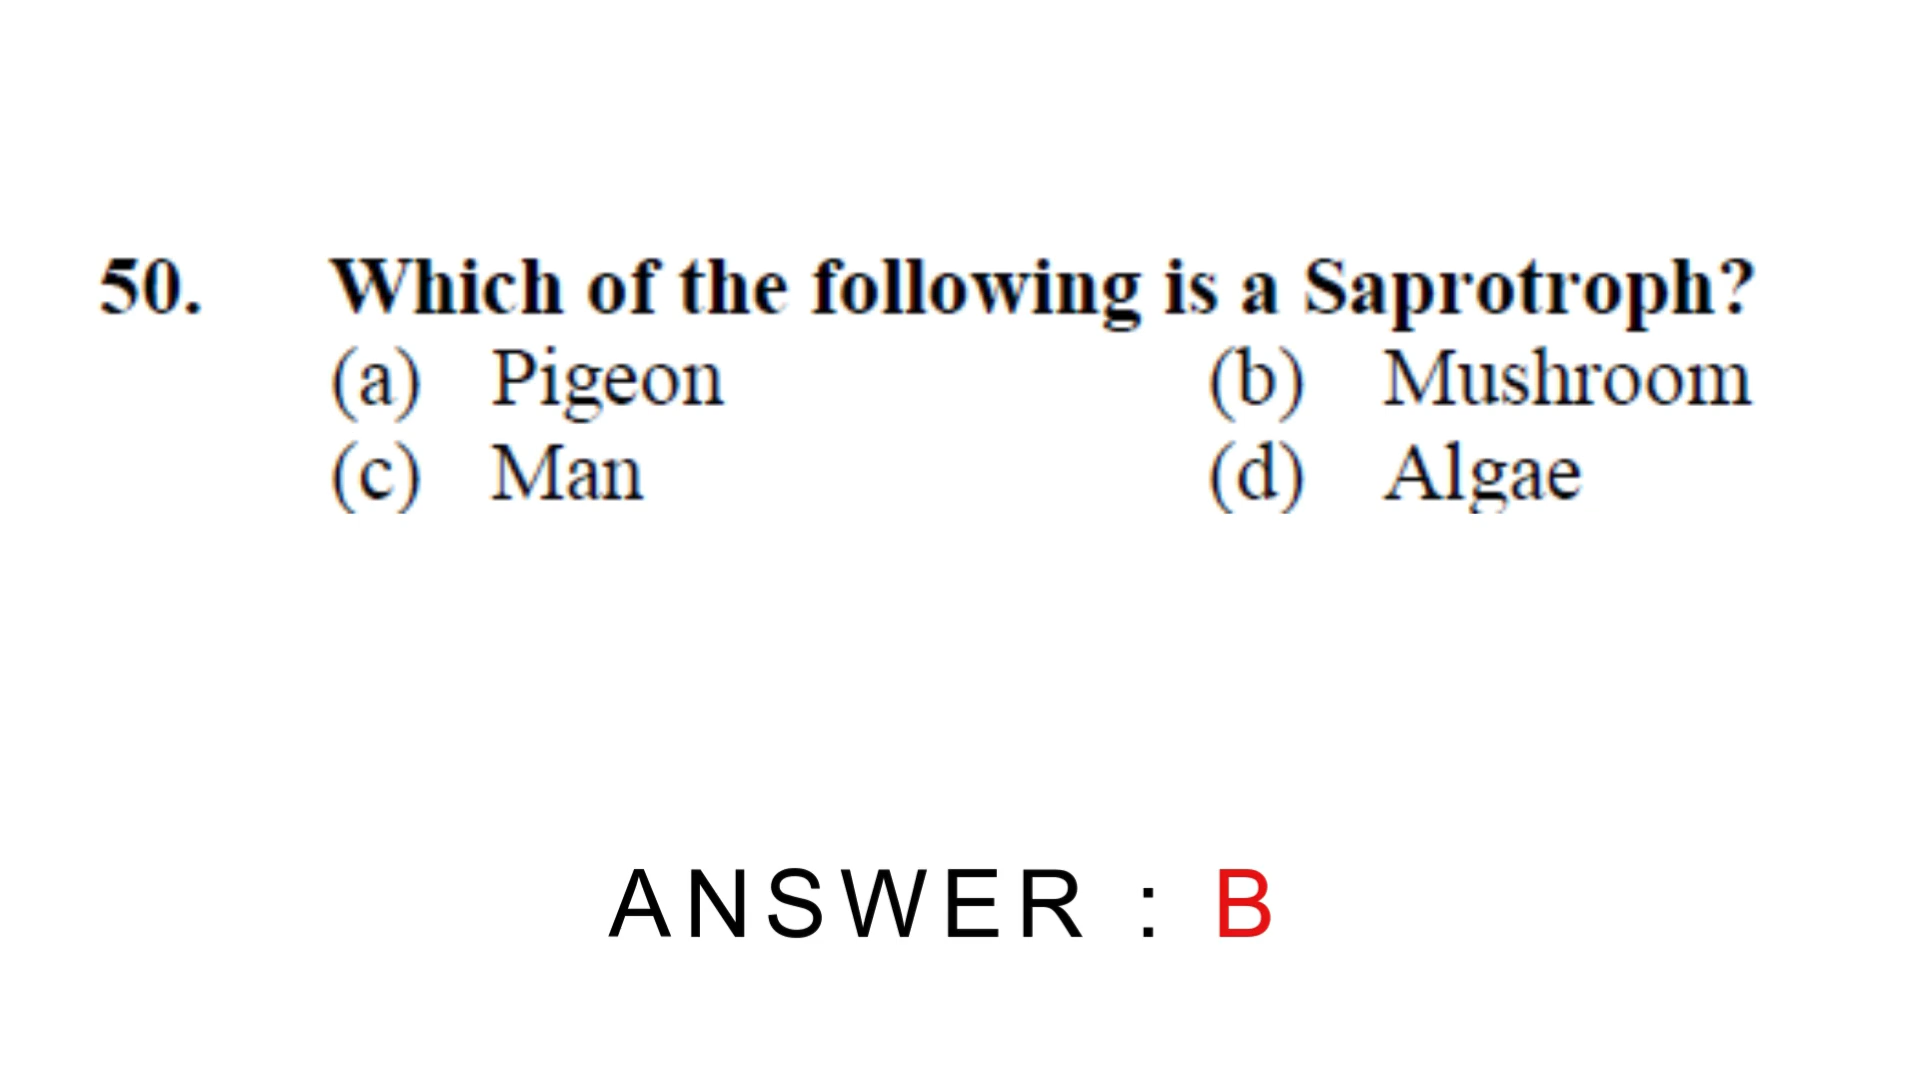 50. Which of the following is a Saprotroph?
(a) Pigeon (b) Mushroom
(c) Man (d) Algae
ANSWER : B